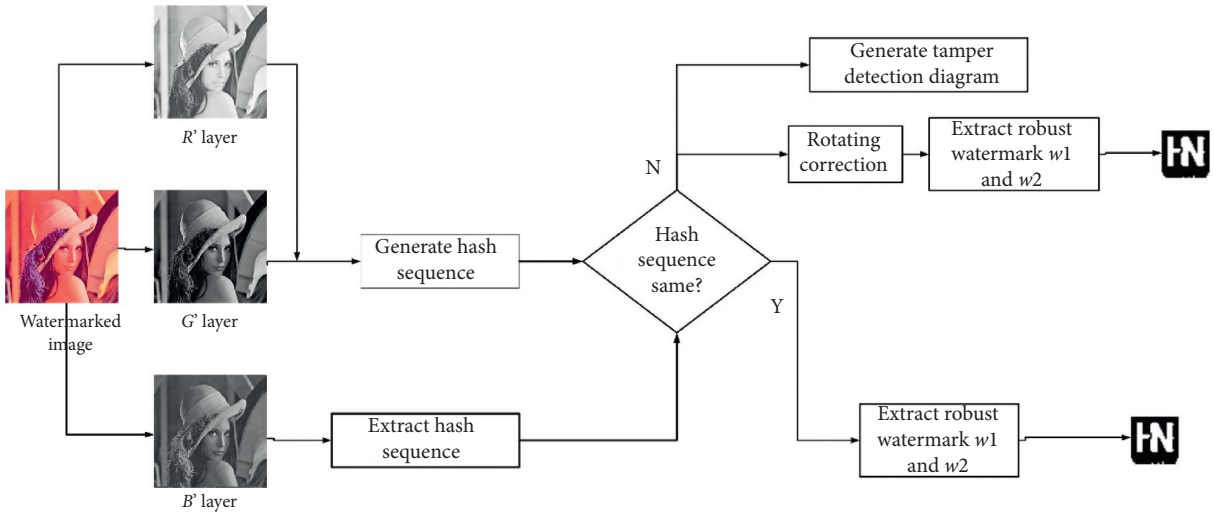 R’ layer
Watermarked
image
G’ layer
B’ layer
Generate hash
sequence
Extract hash
sequence
Hash
sequence
same?
N
Y
Generate tamper
detection diagram
Rotating
correction
Extract robust
watermark w1
and w2
HN
Extract robust
watermark w1
and w2
HN